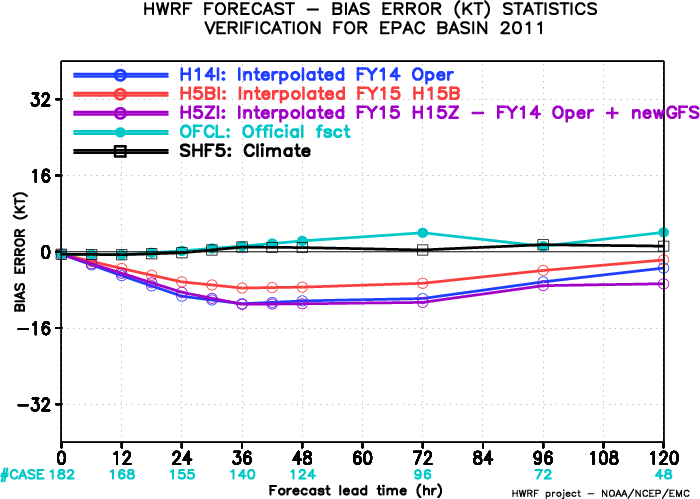 HWRF FORECAST – BIAS ERROR (KT) STATISTICS
VERIFICATION FOR EPAC BASIN 2011
H14I: Interpolated FY14 Oper
H5BI: Interpolated FY15 H15B
H5ZI: Interpolated FY15 H15Z – FY14 Oper + newGFS
OFCL: Official fsct
SHF5: Climate
BIAS ERROR (KT)
32
16
0
-16
-32
0 12 24 36 48 60 72 84 96 108 120
#CASE 182 168 155 140 124 96 72 48
Forecast lead time (hr)
HWRF project – NOAA/NCEP/EMC